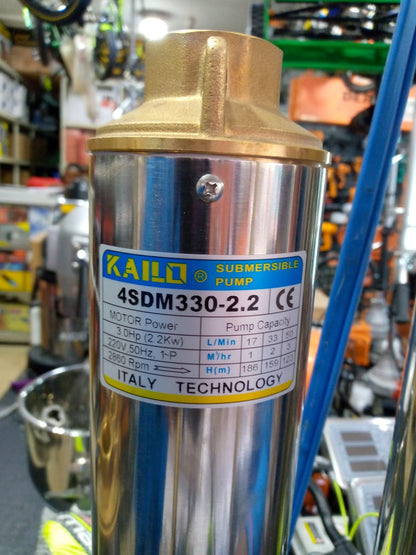 KAILO ® SUBMERSIBLE PUMP
4SDM330-2.2 CE
MOTOR Power
3.0Hp (2.2Kw)
220V.50Hz, 1-P
2860 Rpm
Pump Capacity
L/Min 17 33 50
M³/hr 1 2 3
H(m) 186 159 120
ITALY TECHNOLOGY